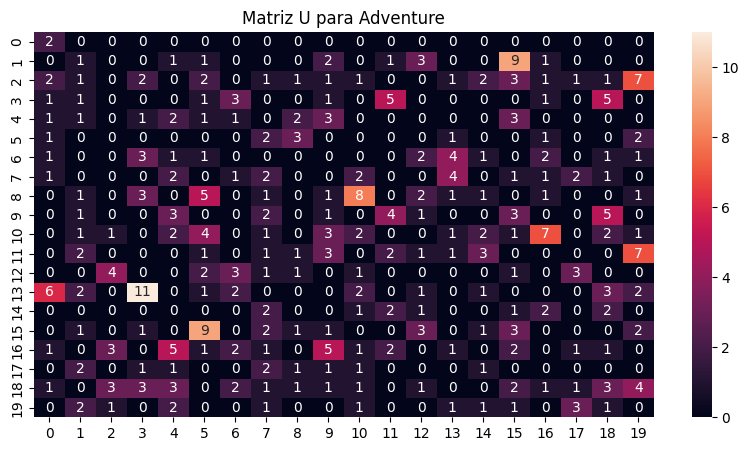 Matriz U para Adventure
0 2 0 0 0 0 0 0 0 0 0 0 0 0 0 0 0 0 0 0 0
1 0 1 0 0 1 1 0 0 0 2 0 1 3 0 0 9 1 0 0 0
2 2 1 0 2 0 2 0 1 1 1 1 0 0 1 2 3 1 1 1 7
3 1 1 0 0 0 1 3 0 0 1 0 5 0 0 0 0 1 0 5 0
4 1 1 0 1 2 1 1 0 2 3 0 0 0 0 0 3 0 0 0 0
5 1 0 0 0 0 0 0 2 3 0 0 0 0 1 0 0 1 0 0 2
6 1 0 0 3 1 1 0 0 0 0 0 0 2 4 1 0 2 0 1 1
7 1 0 0 0 2 0 1 2 0 0 2 0 0 4 0 1 1 2 1 0
8 0 1 0 3 0 5 0 1 0 1 8 0 2 1 1 0 1 0 0 1
9 0 1 0 0 3 0 0 2 0 1 0 4 1 0 0 3 0 0 5 0
10 0 1 1 0 2 4 0 1 0 3 2 0 0 1 2 1 7 0 2 1
11 0 2 0 0 0 1 0 1 1 3 0 2 1 1 3 0 0 0 0 7
12 0 0 4 0 0 2 3 1 1 0 1 0 0 0 0 1 0 3 0 0
13 6 2 0 11 0 1 2 0 0 0 2 0 1 0 1 0 0 0 3 2
14 0 0 0 0 0 0 0 2 0 0 1 2 1 0 0 1 2 0 2 0
15 0 1 0 1 0 9 0 2 1 1 0 0 3 0 1 3 0 0 0 2
16 1 0 3 0 5 1 2 1 0 5 1 2 0 1 0 2 0 1 1 0
17 0 2 0 1 1 0 0 2 1 1 1 0 0 0 1 0 0 0 0 0
18 1 0 3 3 3 0 2 1 1 1 1 0 1 0 0 2 1 1 3 4
19 0 2 1 0 2 0 0 1 0 0 1 0 0 1 1 1 0 3 1 0
0 1 2 3 4 5 6 7 8 9 10 11 12 13 14 15 16 17 18 19
10
8
6
4
2
0